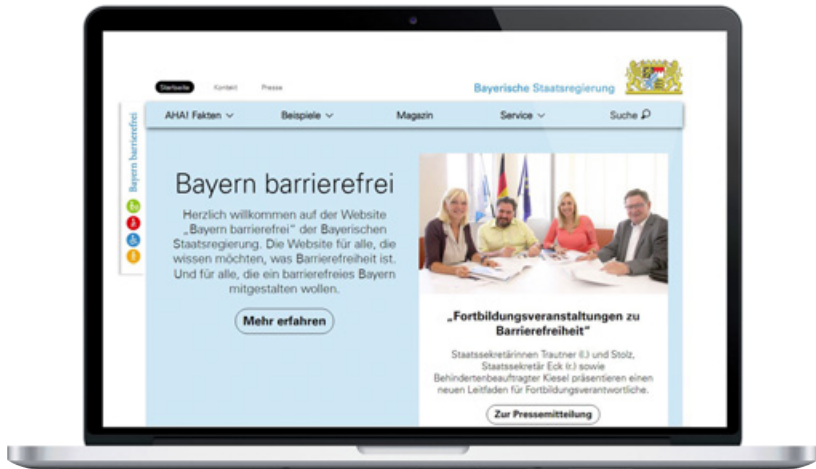 Startseite
Kontakt
Presse
Bayerische Staatsregierung
AHA! Fakten
Beispiele
Magazin
Service
Suche
Bayern barrierefrei
Bayern barrierefrei
Herzlich willkommen auf der Website
„Bayern barrierefrei“ der Bayerischen
Staatsregierung. Die Website für alle, die
wissen möchten, was Barrierefreiheit ist.
Und für alle, die ein barrierefreies Bayern
mitgestalten wollen.
Mehr erfahren
„Fortbildungsveranstaltungen zu
Barrierefreiheit“
Staatssekretärinnen Trautner (l.) und Stolz,
Staatssekretär Eck (r.) sowie
Behindertenbeauftragter Kiesel präsentieren einen
neuen Leitfaden für Fortbildungsverantwortliche.
Zur Pressemitteilung